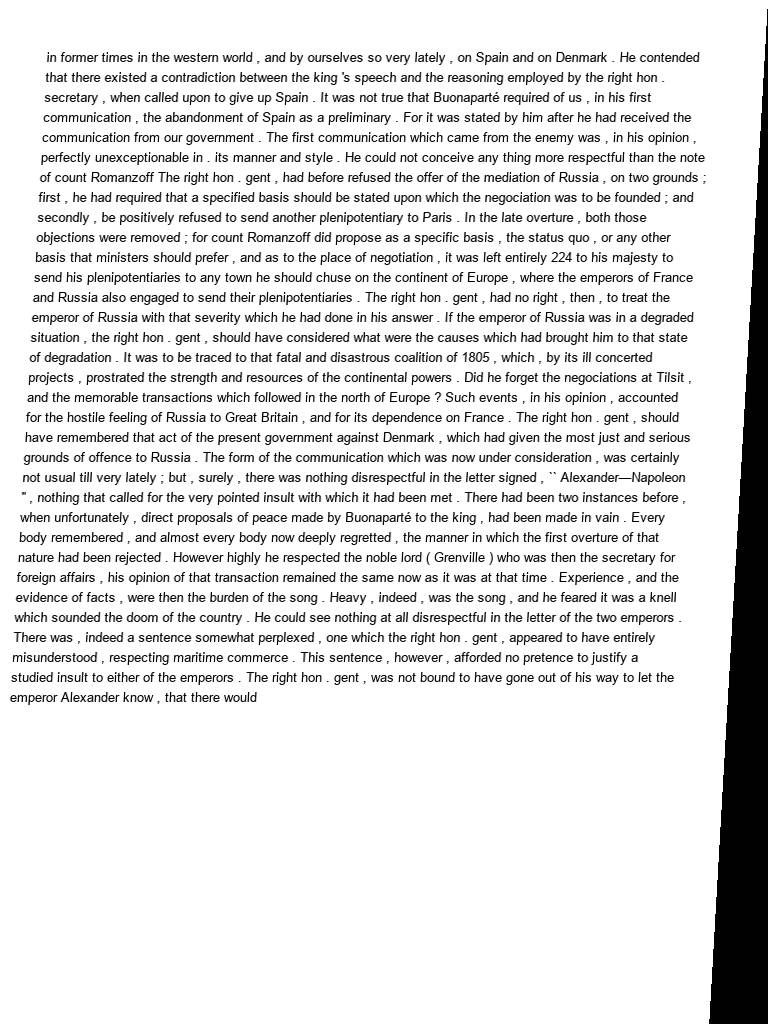 in former times in the western world , and by ourselves so very lately , on Spain and on Denmark . He contended
that there existed a contradiction between the king 's speech and the reasoning employed by the right hon .
secretary , when called upon to give up Spain . It was not true that Buonaparté required of us , in his first
communication , the abandonment of Spain as a preliminary . For it was stated by him after he had received the
communication from our government . The first communication which came from the enemy was , in his opinion ,
perfectly unexceptionable in . its manner and style . He could not conceive any thing more respectful than the note
of count Romanzoff The right hon . gent , had before refused the offer of the mediation of Russia , on two grounds ;
first , he had required that a specified basis should be stated upon which the negociation was to be founded ; and
secondly , be positively refused to send another plenipotentiary to Paris . In the late overture , both those
objections were removed ; for count Romanzoff did propose as a specific basis , the status quo , or any other
basis that ministers should prefer , and as to the place of negotiation , it was left entirely 224 to his majesty to
send his plenipotentiaries to any town he should chuse on the continent of Europe , where the emperors of France
and Russia also engaged to send their plenipotentiaries . The right hon . gent , had no right , then , to treat the
emperor of Russia with that severity which he had done in his answer . If the emperor of Russia was in a degraded
situation , the right hon . gent , should have considered what were the causes which had brought him to that state
of degradation . It was to be traced to that fatal and disastrous coalition of 1805 , which , by its ill concerted
projects , prostrated the strength and resources of the continental powers . Did he forget the negociations at Tilsit ,
and the memorable transactions which followed in the north of Europe ? Such events , in his opinion , accounted
for the hostile feeling of Russia to Great Britain , and for its dependence on France . The right hon . gent , should
have remembered that act of the present government against Denmark , which had given the most just and serious
grounds of offence to Russia . The form of the communication which was now under consideration , was certainly
not usual till very lately ; but , surely , there was nothing disrespectful in the letter signed , `` Alexander—Napoleon
" , nothing that called for the very pointed insult with which it had been met . There had been two instances before ,
when unfortunately , direct proposals of peace made by Buonaparté to the king , had been made in vain . Every
body remembered , and almost every body now deeply regretted , the manner in which the first overture of that
nature had been rejected . However highly he respected the noble lord ( Grenville ) who was then the secretary for
foreign affairs , his opinion of that transaction remained the same now as it was at that time . Experience , and the
evidence of facts , were then the burden of the song . Heavy , indeed , was the song , and he feared it was a knell
which sounded the doom of the country . He could see nothing at all disrespectful in the letter of the two emperors .
There was , indeed a sentence somewhat perplexed , one which the right hon . gent , appeared to have entirely
misunderstood , respecting maritime commerce . This sentence , however , afforded no pretence to justify a
studied insult to either of the emperors . The right hon . gent , was not bound to have gone out of his way to let the
emperor Alexander know , that there would